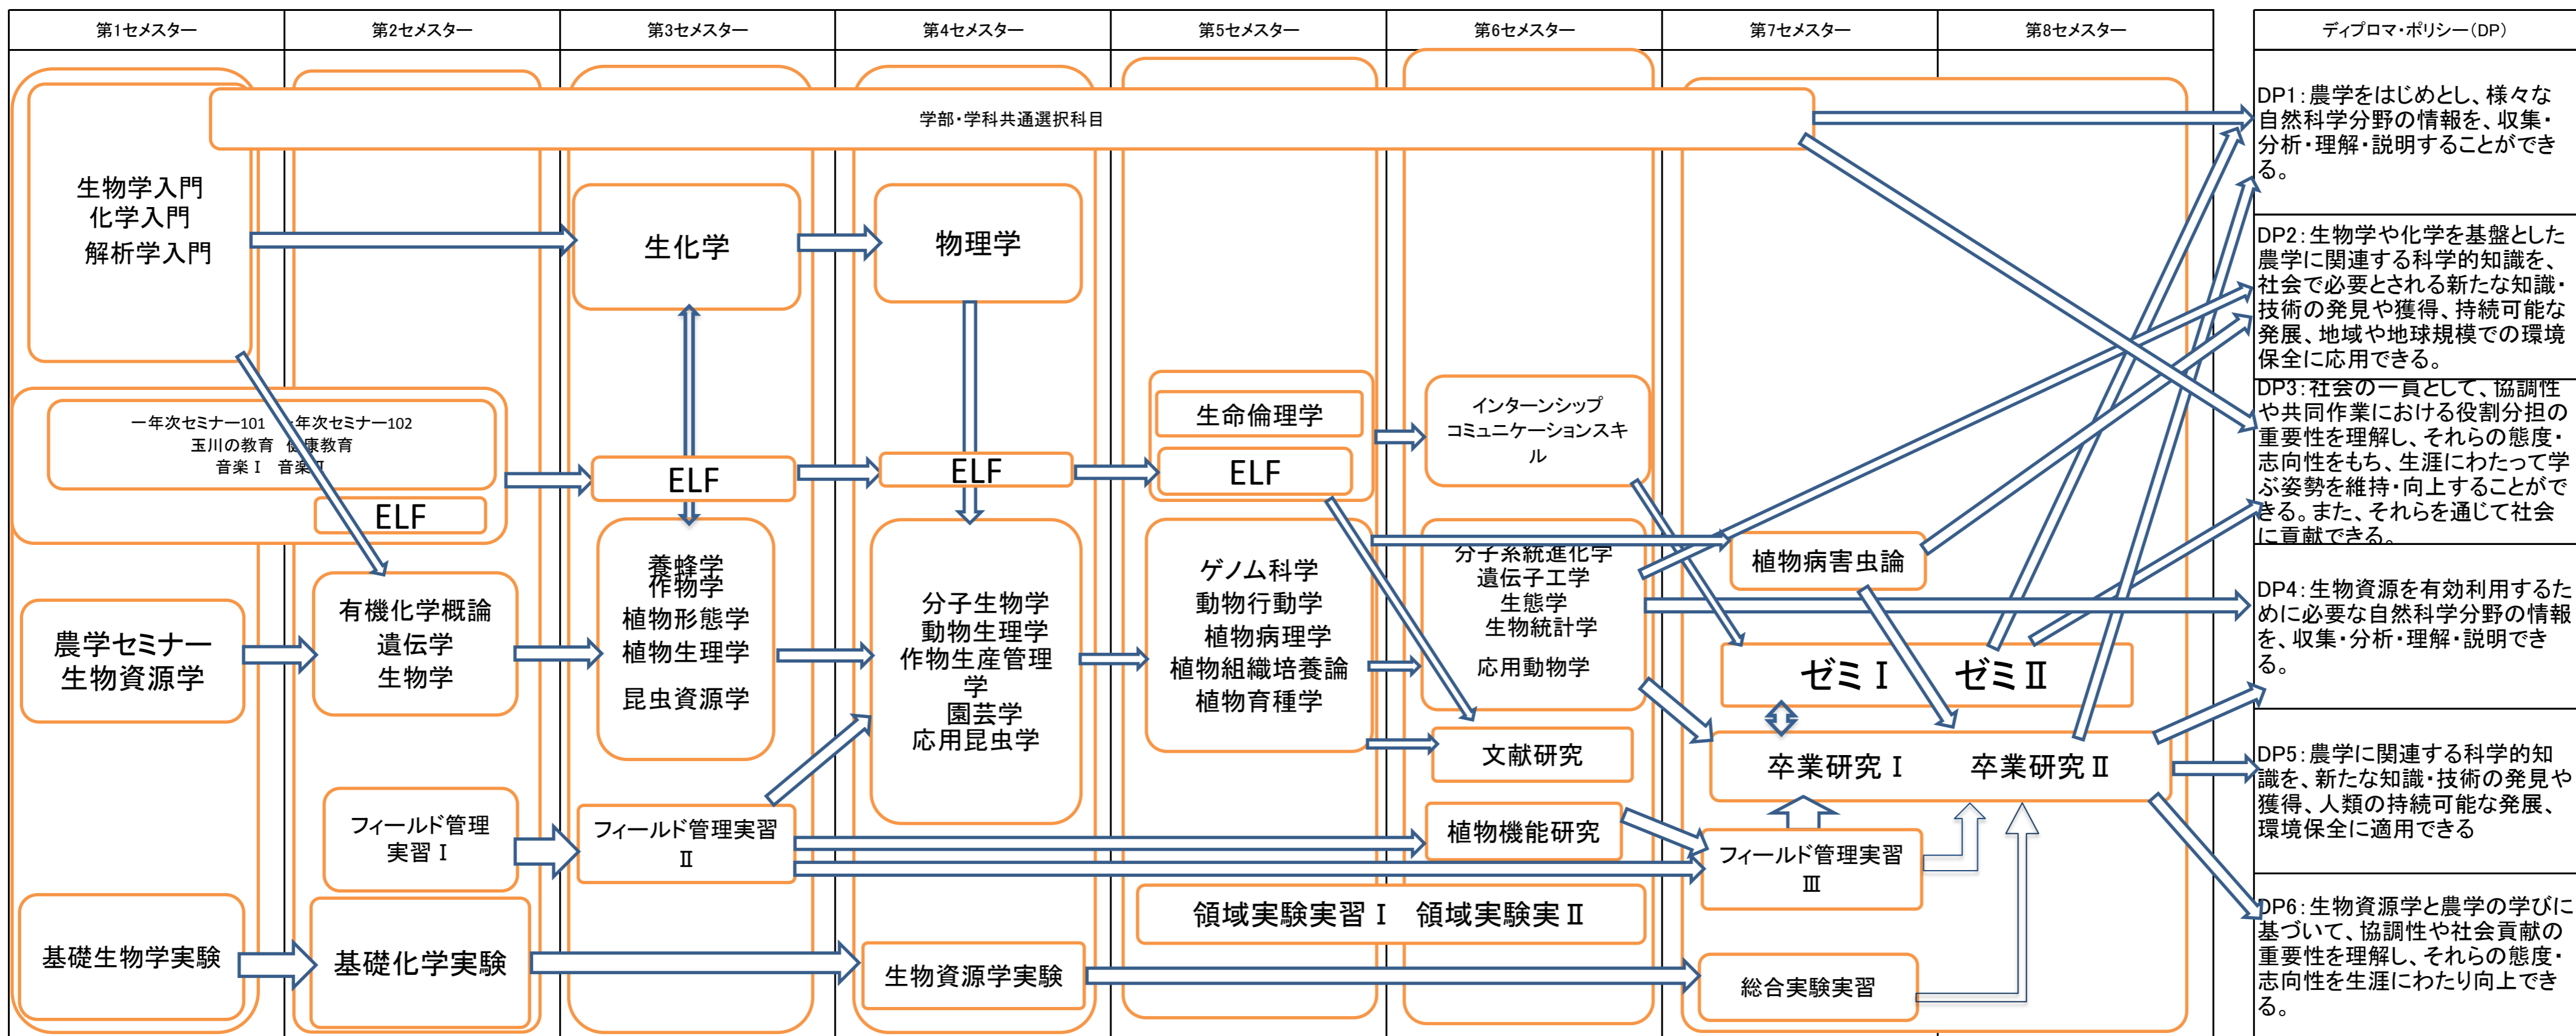 第1セメスター
第2セメスター
第3セメスター
第4セメスター
第5セメスター
第6セメスター
第7セメスター
第8セメスター
ディプロマ・ポリシー(DP)
学部・学科共通選択科目
生物学入門
化学入門
解析学入門
一年次セミナー101 一年次セミナー102
玉川の教育 健康教育
音楽Ⅰ 音楽Ⅱ
ELF
農学セミナー
生物資源学
基礎生物学実験
有機化学概論
遺伝学
生物学
フィールド管理
実習Ⅰ
基礎化学実験
生化学
ELF
養蜂学
作物学
植物形態学
植物生理学
昆虫資源学
フィールド管理実習
Ⅱ
物理学
ELF
分子生物学
動物生理学
作物生産管理
学
園芸学
応用昆虫学
生物資源学実験
生命倫理学
ELF
ゲノム科学
動物行動学
植物病理学
植物組織培養論
植物育種学
領域実験実習Ⅰ 領域実験実Ⅱ
インターンシップ
コミュニケーションスキ
ル
分子系統進化学
遺伝子工学
生態学
生物統計学
応用動物学
文献研究
植物機能研究
植物病害虫論
ゼミⅠ ゼミⅡ
卒業研究Ⅰ 卒業研究Ⅱ
フィールド管理実習
Ⅲ
総合実験実習
DP1:農学をはじめとし、様々な
自然科学分野の情報を、収集・
分析・理解・説明することができ
る。
DP2:生物学や化学を基盤とした
農学に関連する科学的知識を、
社会で必要とされる新たな知識・
技術の発見や獲得、持続可能な
発展、地域や地球規模での環境
保全に応用できる。
DP3:社会の一員として、協調性
や共同作業における役割分担の
重要性を理解し、それらの態度・
志向性をもち、生涯にわたって学
ぶ姿勢を維持・向上することがで
きる。また、それらを通じて社会
に貢献できる。
DP4:生物資源を有効利用するた
めに必要な自然科学分野の情報
を、収集・分析・理解・説明でき
る。
DP5:農学に関連する科学的知
識を、新たな知識・技術の発見や
獲得、人類の持続可能な発展、
環境保全に適用できる
DP6:生物資源学と農学の学びに
基づいて、協調性や社会貢献の
重要性を理解し、それらの態度・
志向性を生涯にわたり向上でき
る。